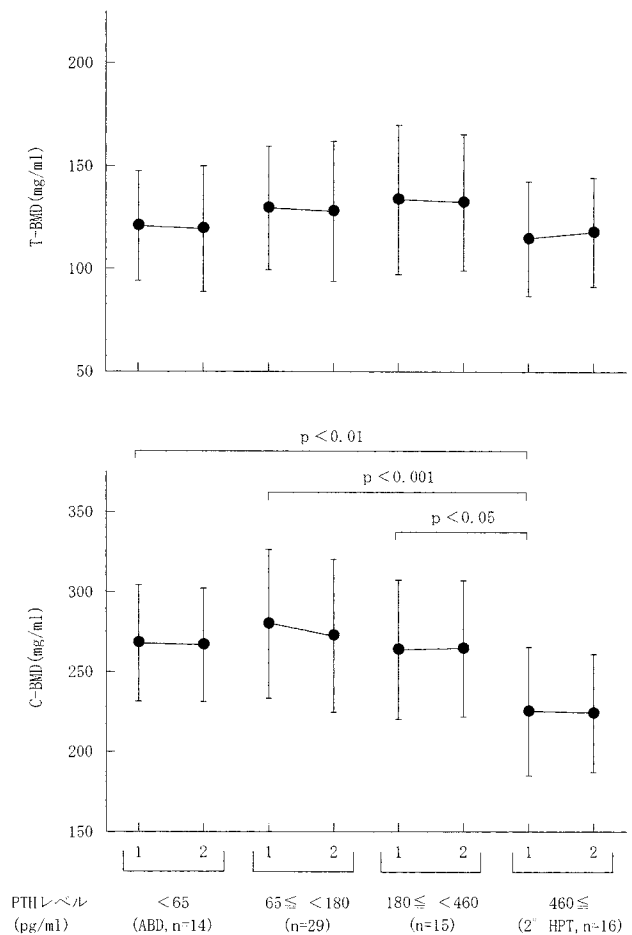 200
150
100
50
T-BMD(mg/ml)
p＜0.01
p＜0.001
p＜0.05
350
300
250
200
150
C-BMD(mg/ml)
1 2 1 2 1 2 1 2
PTHレベル ＜65 65≦ ＜180 180≦ ＜460 460≦
(pg/ml) (ABD, n=14) (n=29) (n=15) (2° HPT, n=16)